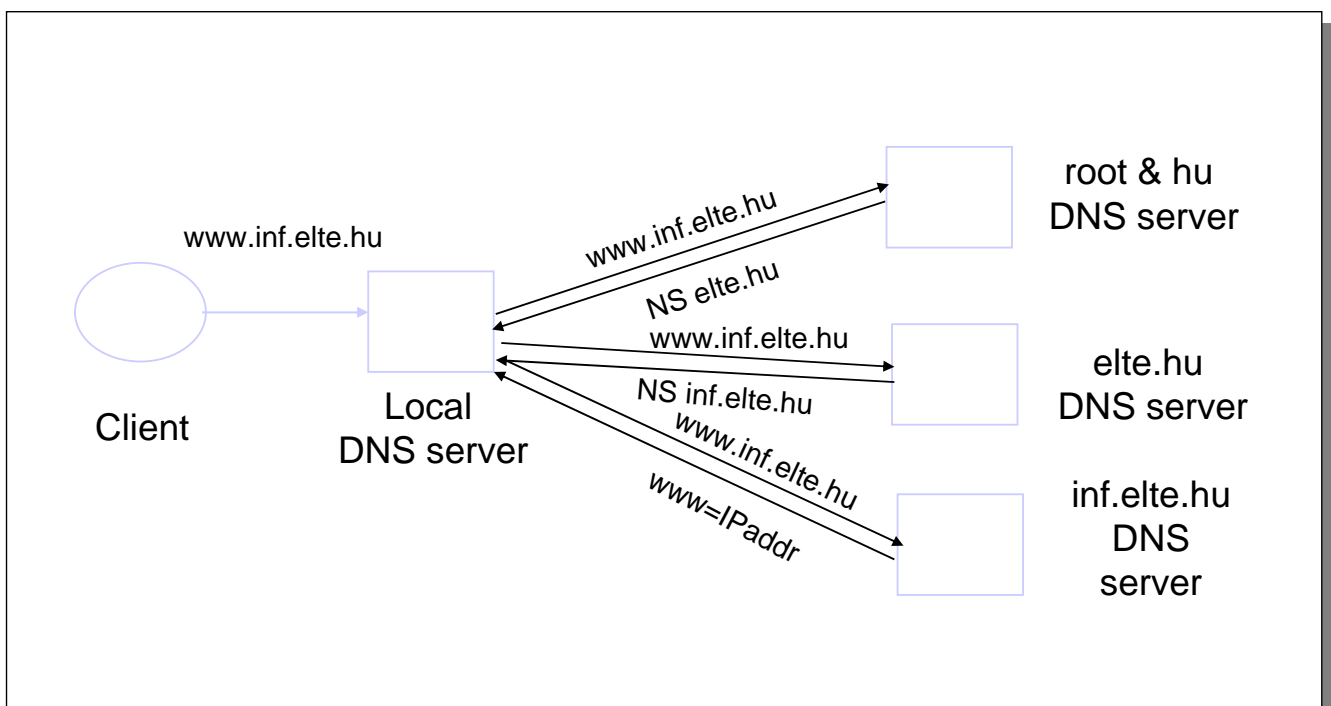 www.inf.elte.hu
Client
Local
DNS server
www.inf.elte.hu
NS elte.hu
www.inf.elte.hu
NS inf.elte.hu
www.inf.elte.hu
www=IPaddr
root & hu
DNS server
elte.hu
DNS server
inf.elte.hu
DNS
server